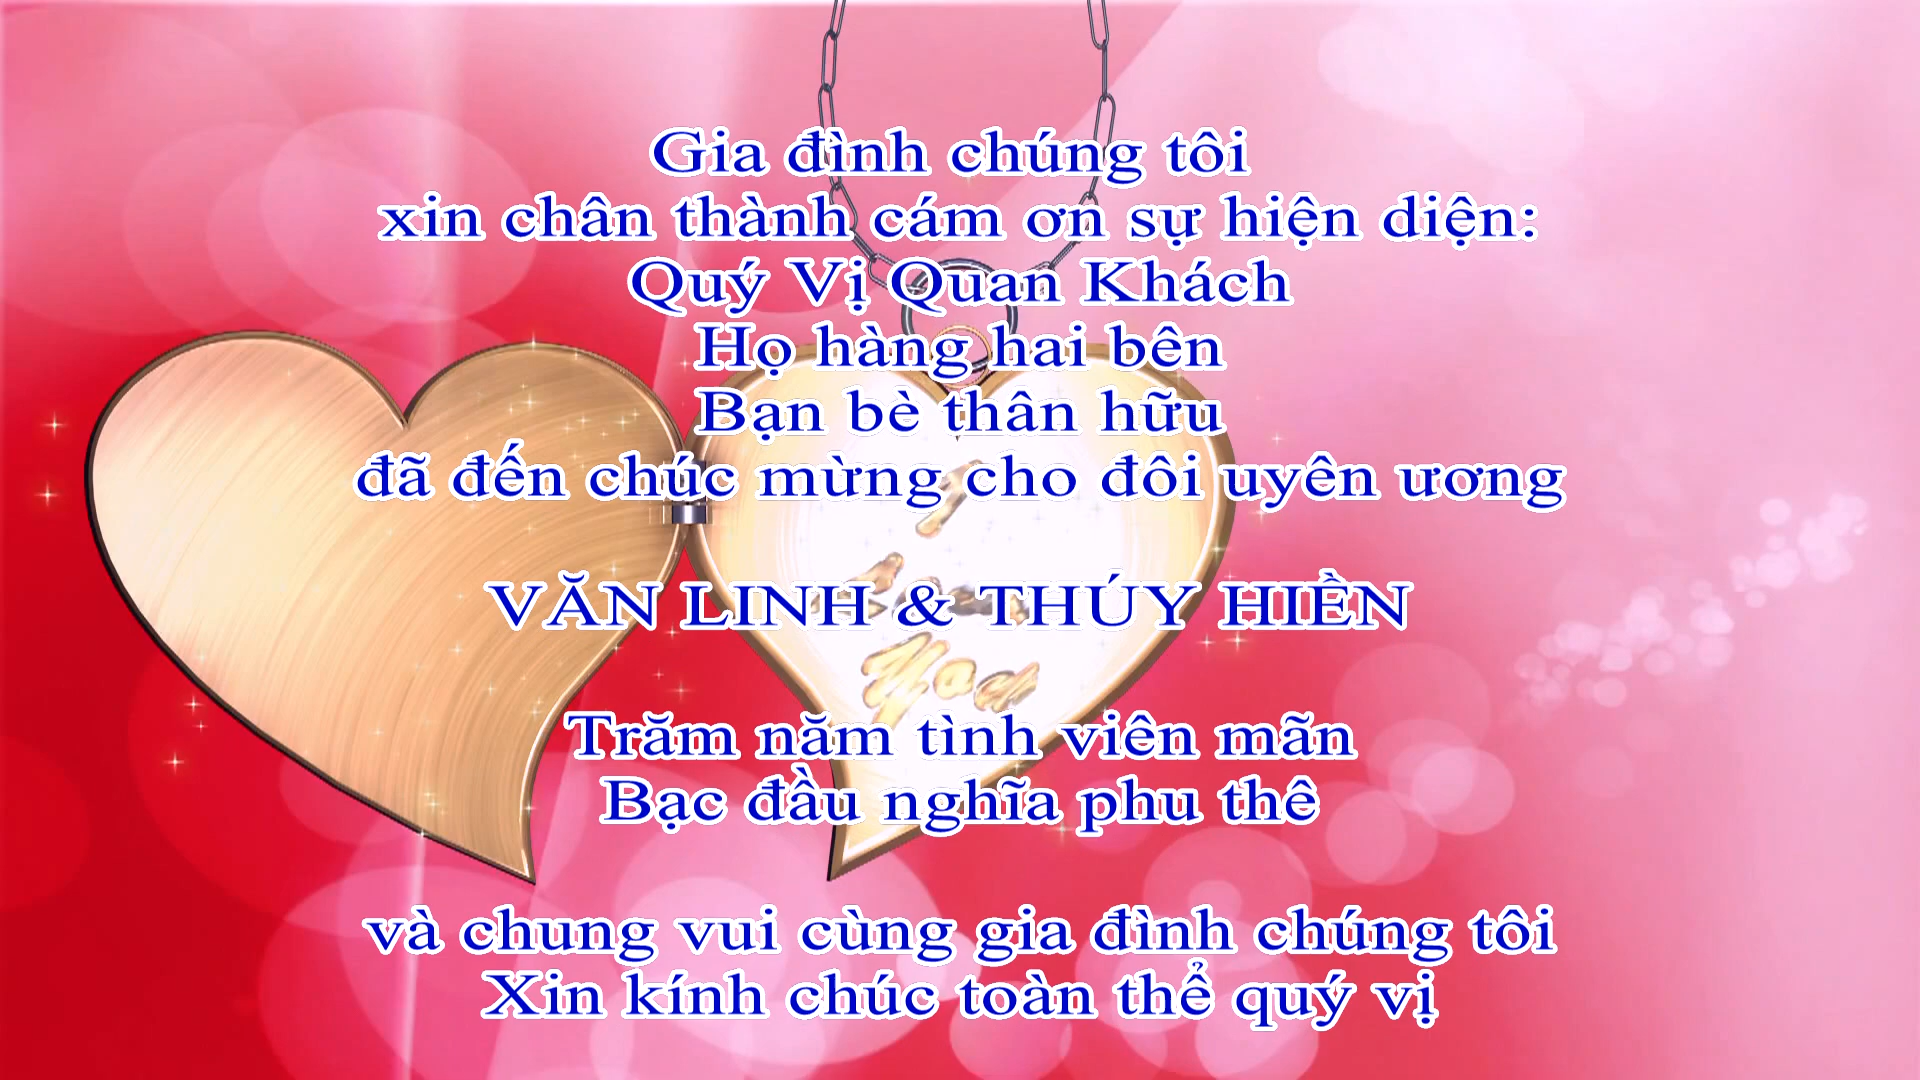 Gia đình chúng tôi
xin chân thành cám ơn sự hiện diện:
Quý Vị Quan Khách
Họ hàng hai bên
Bạn bè thân hữu
đã đến chúc mừng cho đôi uyên ương
VĂN LINH & THÚY HIỀN
Trăm năm tình viên mãn
Bạc đầu nghĩa phu thê
và chung vui cùng gia đình chúng tôi
Xin kính chúc toàn thể quý vị